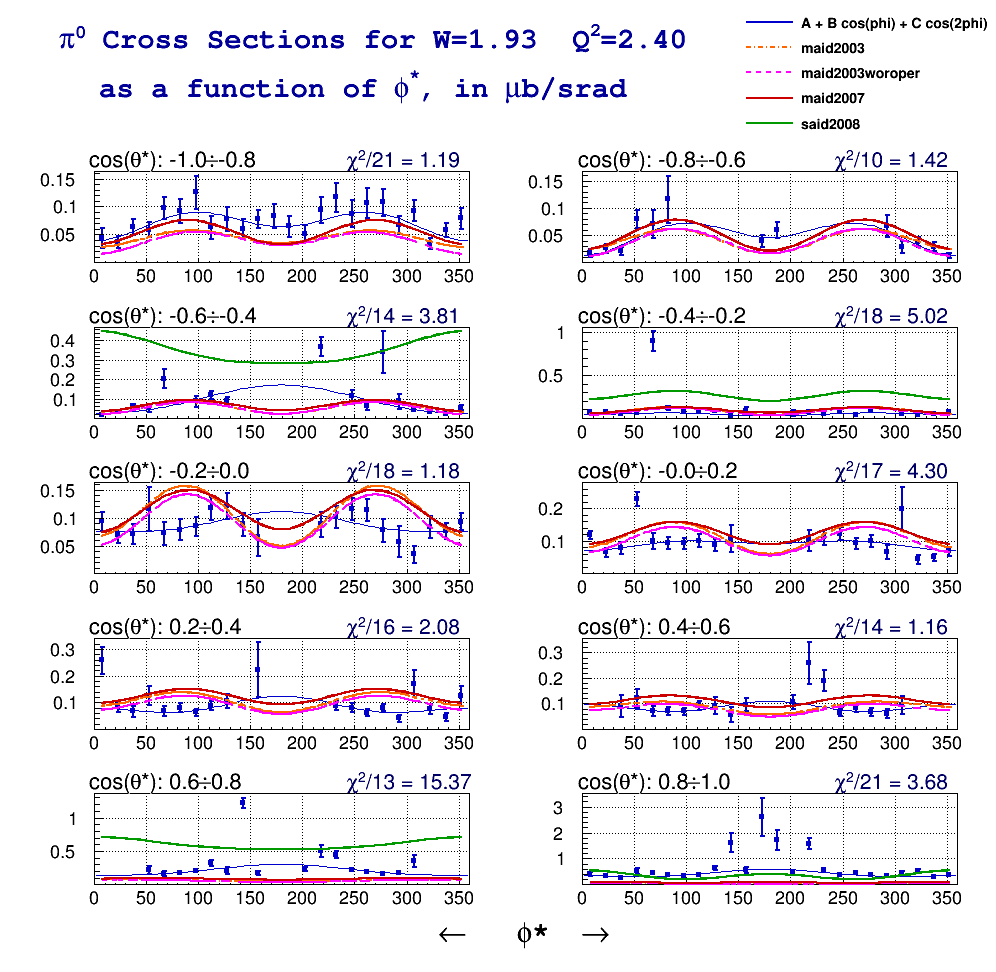 π⁰ Cross Sections for W=1.93 Q²=2.40
as a function of ϕ*, in μb/srad
A + B cos(phi) + C cos(2phi)
maid2003
maid2003woroper
maid2007
said2008
cos(θ*): -1.0÷-0.8 χ²/21 = 1.19
0.15
0.1
0.05
0 50 100 150 200 250 300 350
cos(θ*): -0.8÷-0.6 χ²/10 = 1.42
0.15
0.1
0.05
0 50 100 150 200 250 300 350
cos(θ*): -0.6÷-0.4 χ²/14 = 3.81
0.4
0.3
0.2
0.1
0 50 100 150 200 250 300 350
cos(θ*): -0.4÷-0.2 χ²/18 = 5.02
1
0.5
0 50 100 150 200 250 300 350
cos(θ*): -0.2÷0.0 χ²/18 = 1.18
0.15
0.1
0.05
0 50 100 150 200 250 300 350
cos(θ*): -0.0÷0.2 χ²/17 = 4.30
0.2
0.1
0 50 100 150 200 250 300 350
cos(θ*): 0.2÷0.4 χ²/16 = 2.08
0.3
0.2
0.1
0 50 100 150 200 250 300 350
cos(θ*): 0.4÷0.6 χ²/14 = 1.16
0.3
0.2
0.1
0 50 100 150 200 250 300 350
cos(θ*): 0.6÷0.8 χ²/13 = 15.37
1
0.5
0 50 100 150 200 250 300 350
cos(θ*): 0.8÷1.0 χ²/21 = 3.68
3
2
1
0 50 100 150 200 250 300 350
← ϕ* →